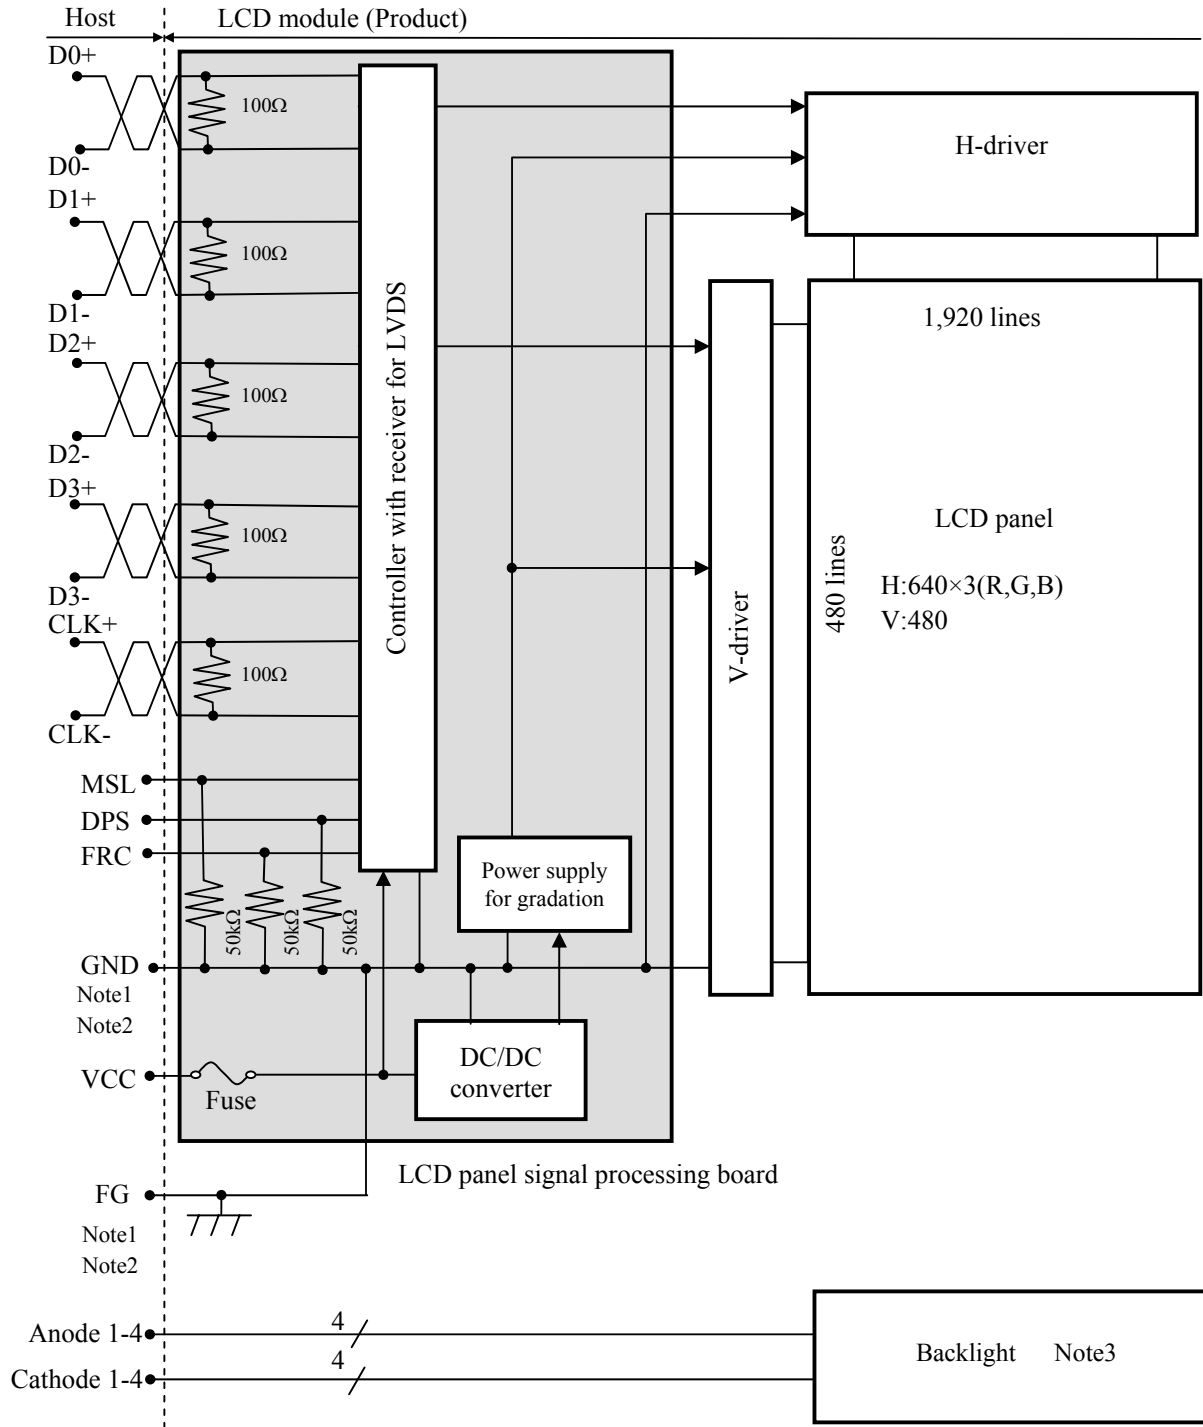 Host
LCD module (Product)
D0+
100Ω
D0-
D1+
100Ω
D1-
D2+
100Ω
D2-
D3+
100Ω
D3-
CLK+
100Ω
CLK-
MSL
DPS
FRC
50kΩ
50kΩ
50kΩ
GND
Note1
Note2
VCC
Fuse
FG
Note1
Note2
Controller with receiver for LVDS
Power supply
for gradation
DC/DC
converter
LCD panel signal processing board
H-driver
V-driver
1,920 lines
480 lines
LCD panel
H:640×3(R,G,B)
V:480
Anode 1-4
4
Cathode 1-4
4
Backlight Note3